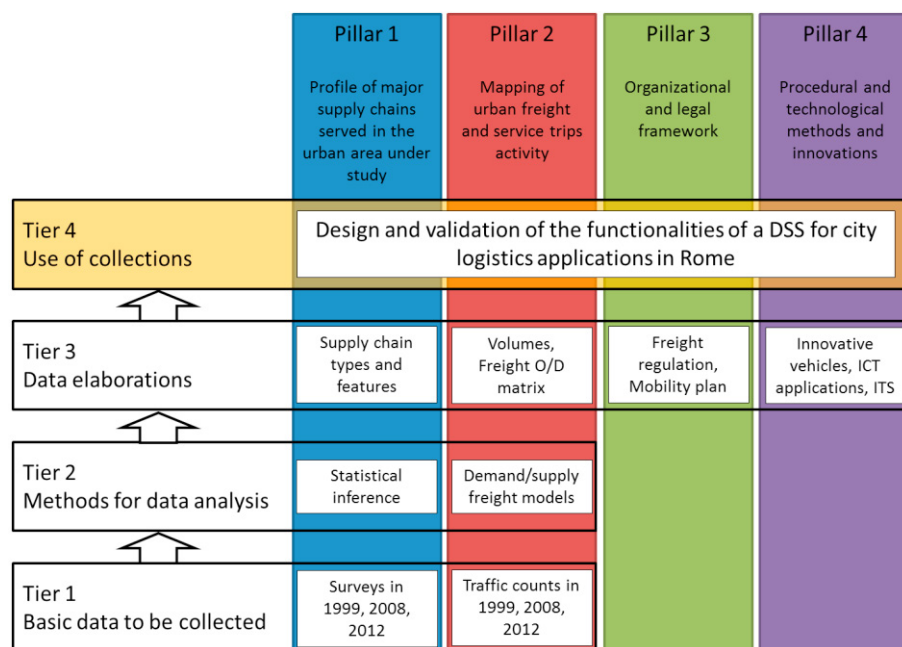 Pillar 1
Profile of major
supply chains
served in the
urban area under
study
Pillar 2
Mapping of
urban freight
and service trips
activity
Pillar 3
Organizational
and legal
framework
Pillar 4
Procedural and
technological
methods and
innovations
Tier 4
Use of collections
Design and validation of the functionalities of a DSS for city
logistics applications in Rome
Tier 3
Data elaborations
Supply chain
types and
features
Volumes,
Freight O/D
matrix
Freight
regulation,
Mobility plan
Innovative
vehicles, ICT
applications, ITS
Tier 2
Methods for data analysis
Statistical
inference
Demand/supply
freight models
Tier 1
Basic data to be collected
Surveys in
1999, 2008,
2012
Traffic counts in
1999, 2008,
2012